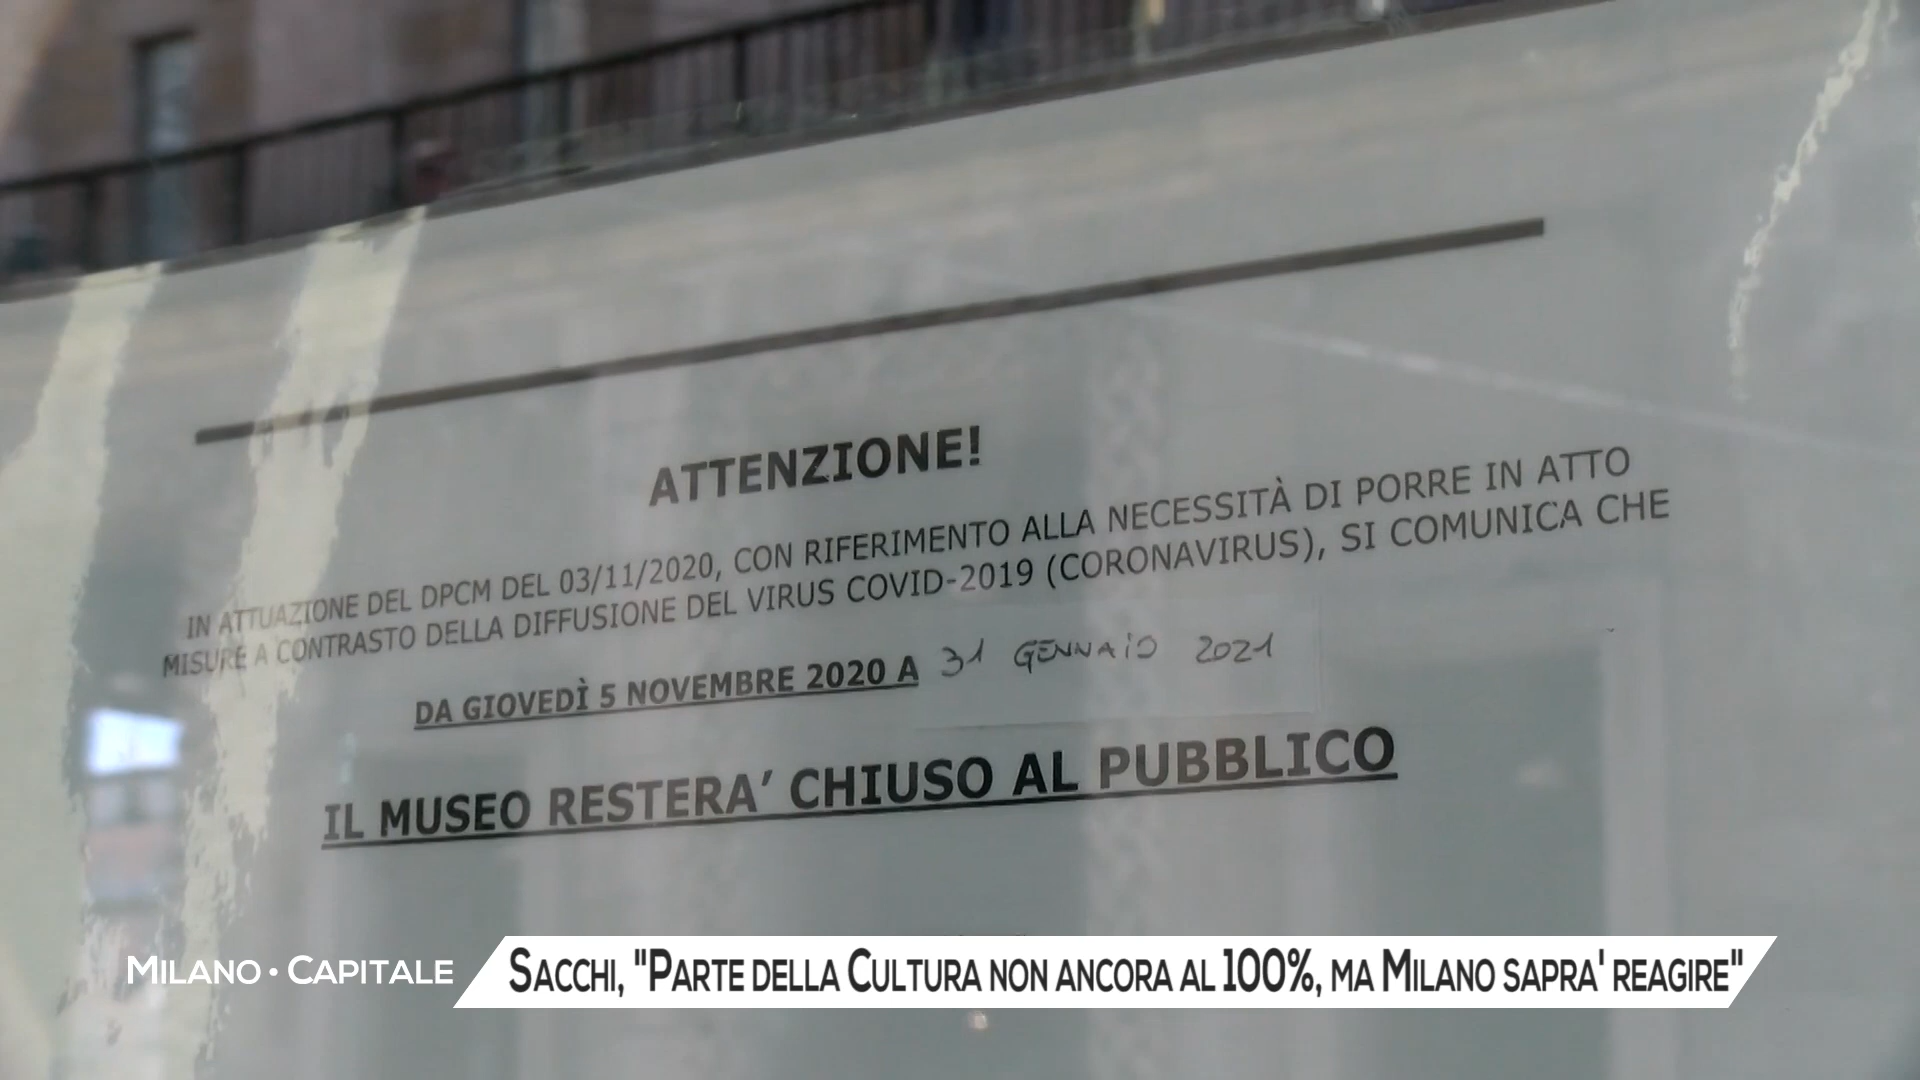 ATTENZIONE!
IN ATTUAZIONE DEL DPCM DEL 03/11/2020, CON RIFERIMENTO ALLA NECESSITÀ DI PORRE IN ATTO
MISURE A CONTRASTO DELLA DIFFUSIONE DEL VIRUS COVID-2019 (CORONAVIRUS), SI COMUNICA CHE
DA GIOVEDÌ 5 NOVEMBRE 2020 A 31 GENNAIO 2021
IL MUSEO RESTERA’ CHIUSO AL PUBBLICO
MILANO • CAPITALE
SACCHI, "PARTE DELLA CULTURA NON ANCORA AL 100%, MA MILANO SAPRA' REAGIRE"